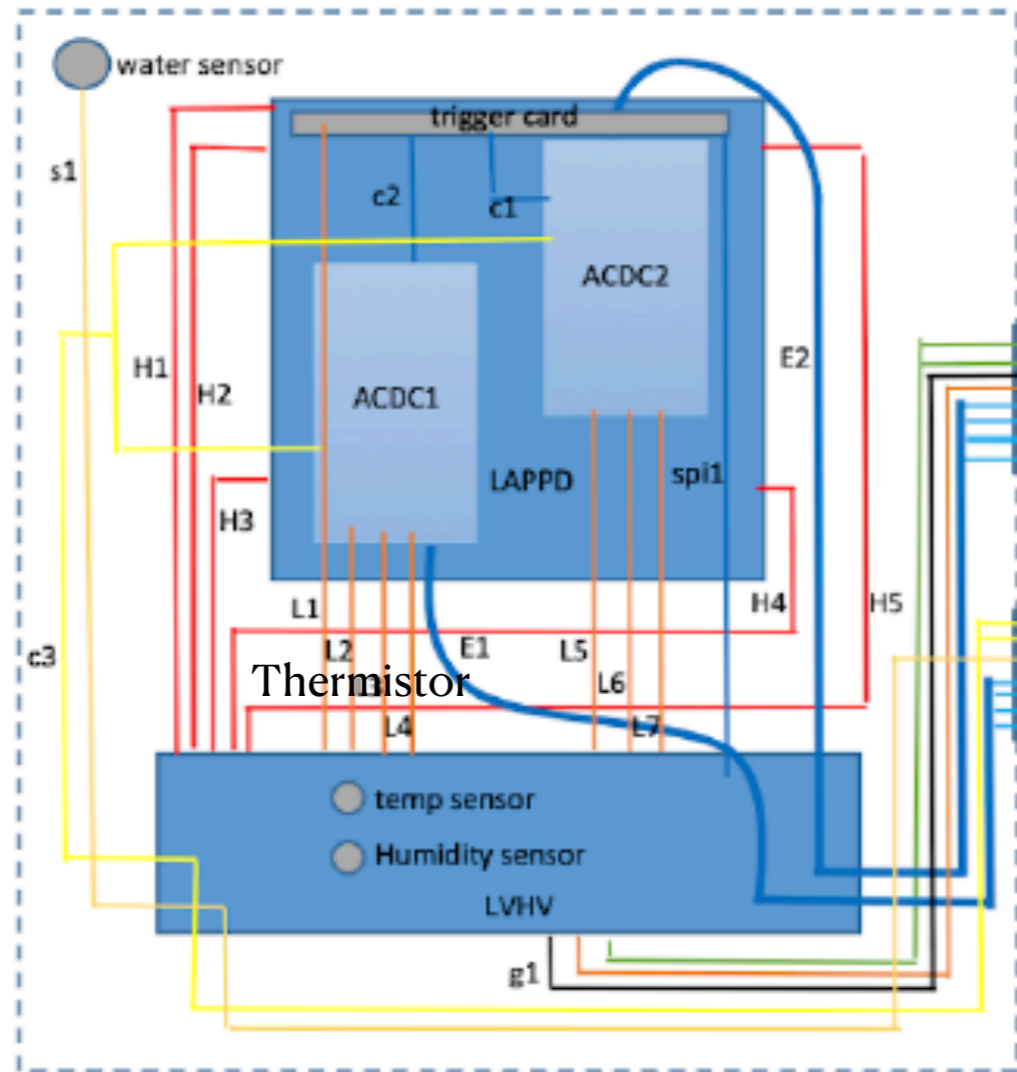 water sensor
trigger card
s1
c2
c1
ACDC2
H1
E2
H2
ACDC1
LAPPD
spi1
H3
L1
H4
H5
L2
E1
L5
c3
Thermistor
L6
L4
L7
temp sensor
Humidity sensor
LVHV
g1